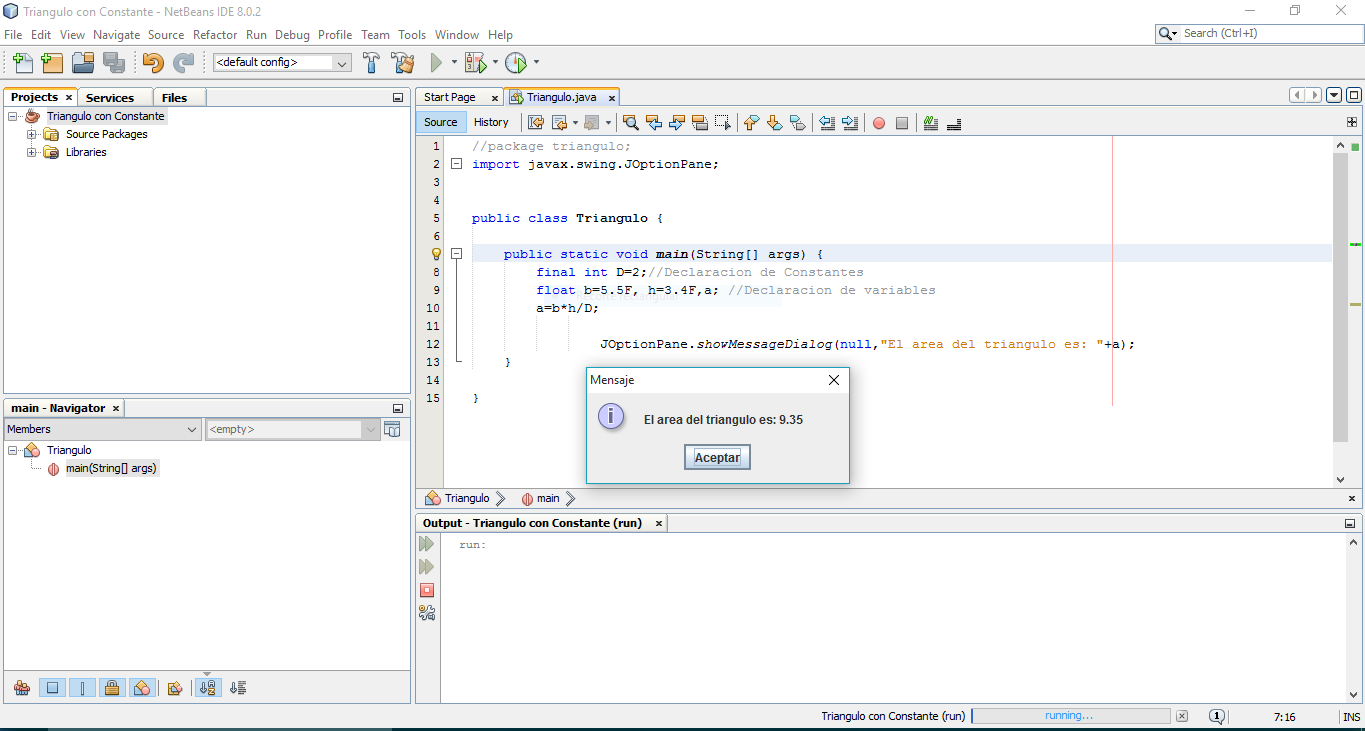 Triangulo con Constante - NetBeans IDE 8.0.2
File Edit View Navigate Source Refactor Run Debug Profile Team Tools Window Help
Search (Ctrl+I)
<default config>
Projects Services Files
Triangulo con Constante
Source Packages
Libraries
Start Page Triangulo.java
Source History
1 //package triangulo;
2 import javax.swing.JOptionPane;
3
4
5 public class Triangulo {
6
public static void main(String[] args) {
8 final int D=2;//Declaracion de Constantes
9 float b=5.5F, h=3.4F,a; //Declaracion de variables
10 a=b*h/D;
11
12 JOptionPane.showMessageDialog(null,"El area del triangulo es: "+a);
13 }
14
15 }
Mensaje
El area del triangulo es: 9.35
Aceptar
main - Navigator
Members <empty>
Triangulo
main(String[] args)
Triangulo main
Output - Triangulo con Constante (run)
run:
Triangulo con Constante (run) running... 1 7:16 INS